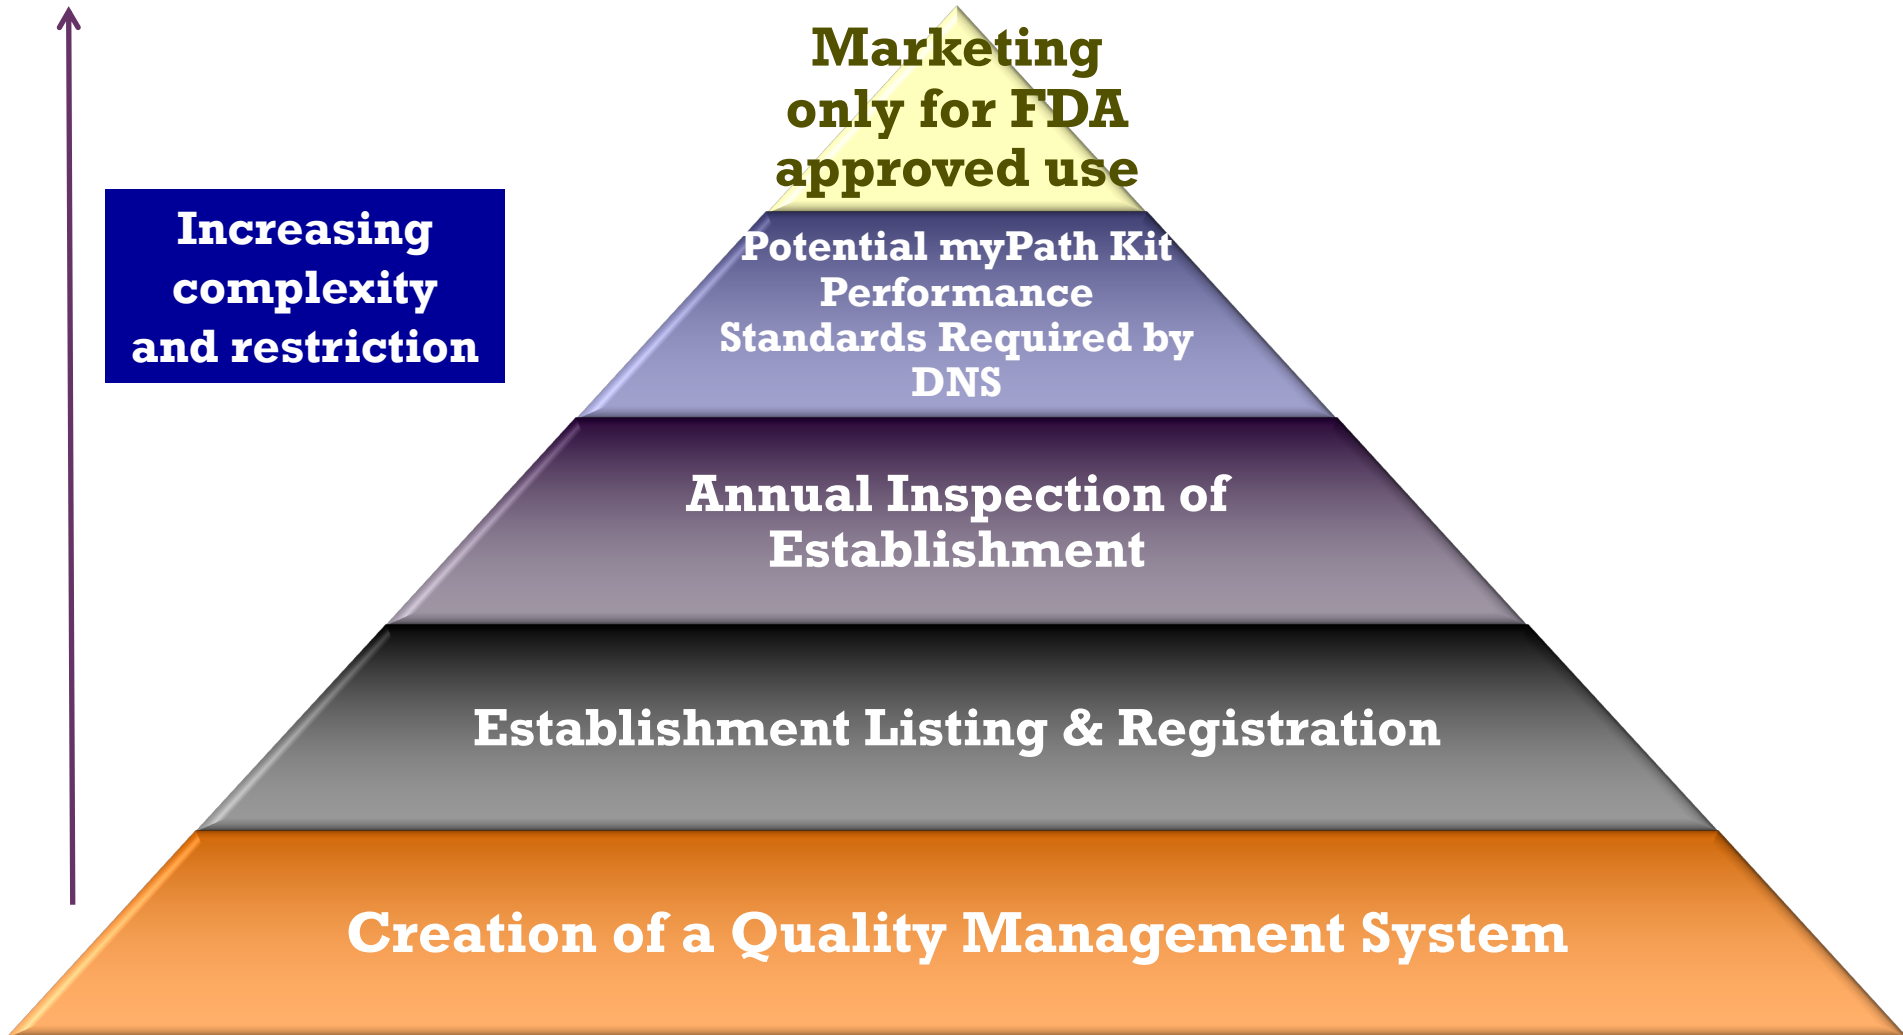 Marketing
only for FDA
approved use
Increasing
complexity
and restriction
Potential myPath Kit
Performance
Standards Required by
DNS
Annual Inspection of
Establishment
Establishment Listing & Registration
Creation of a Quality Management System